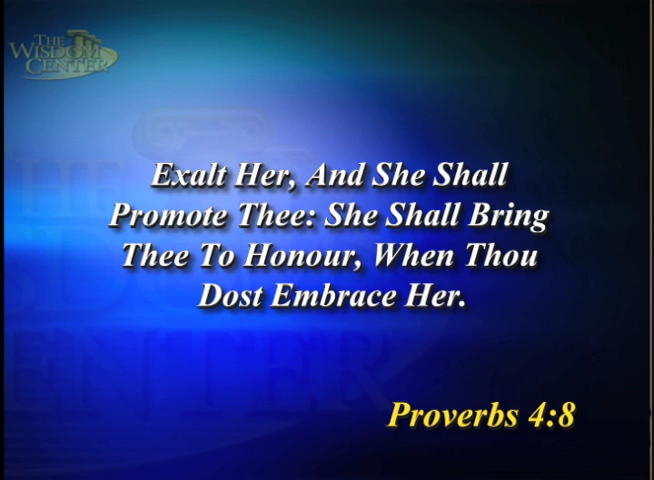 THE
WISDOM
CENTER
Exalt Her, And She Shall
Promote Thee: She Shall Bring
Thee To Honour, When Thou
Dost Embrace Her.
Proverbs 4:8